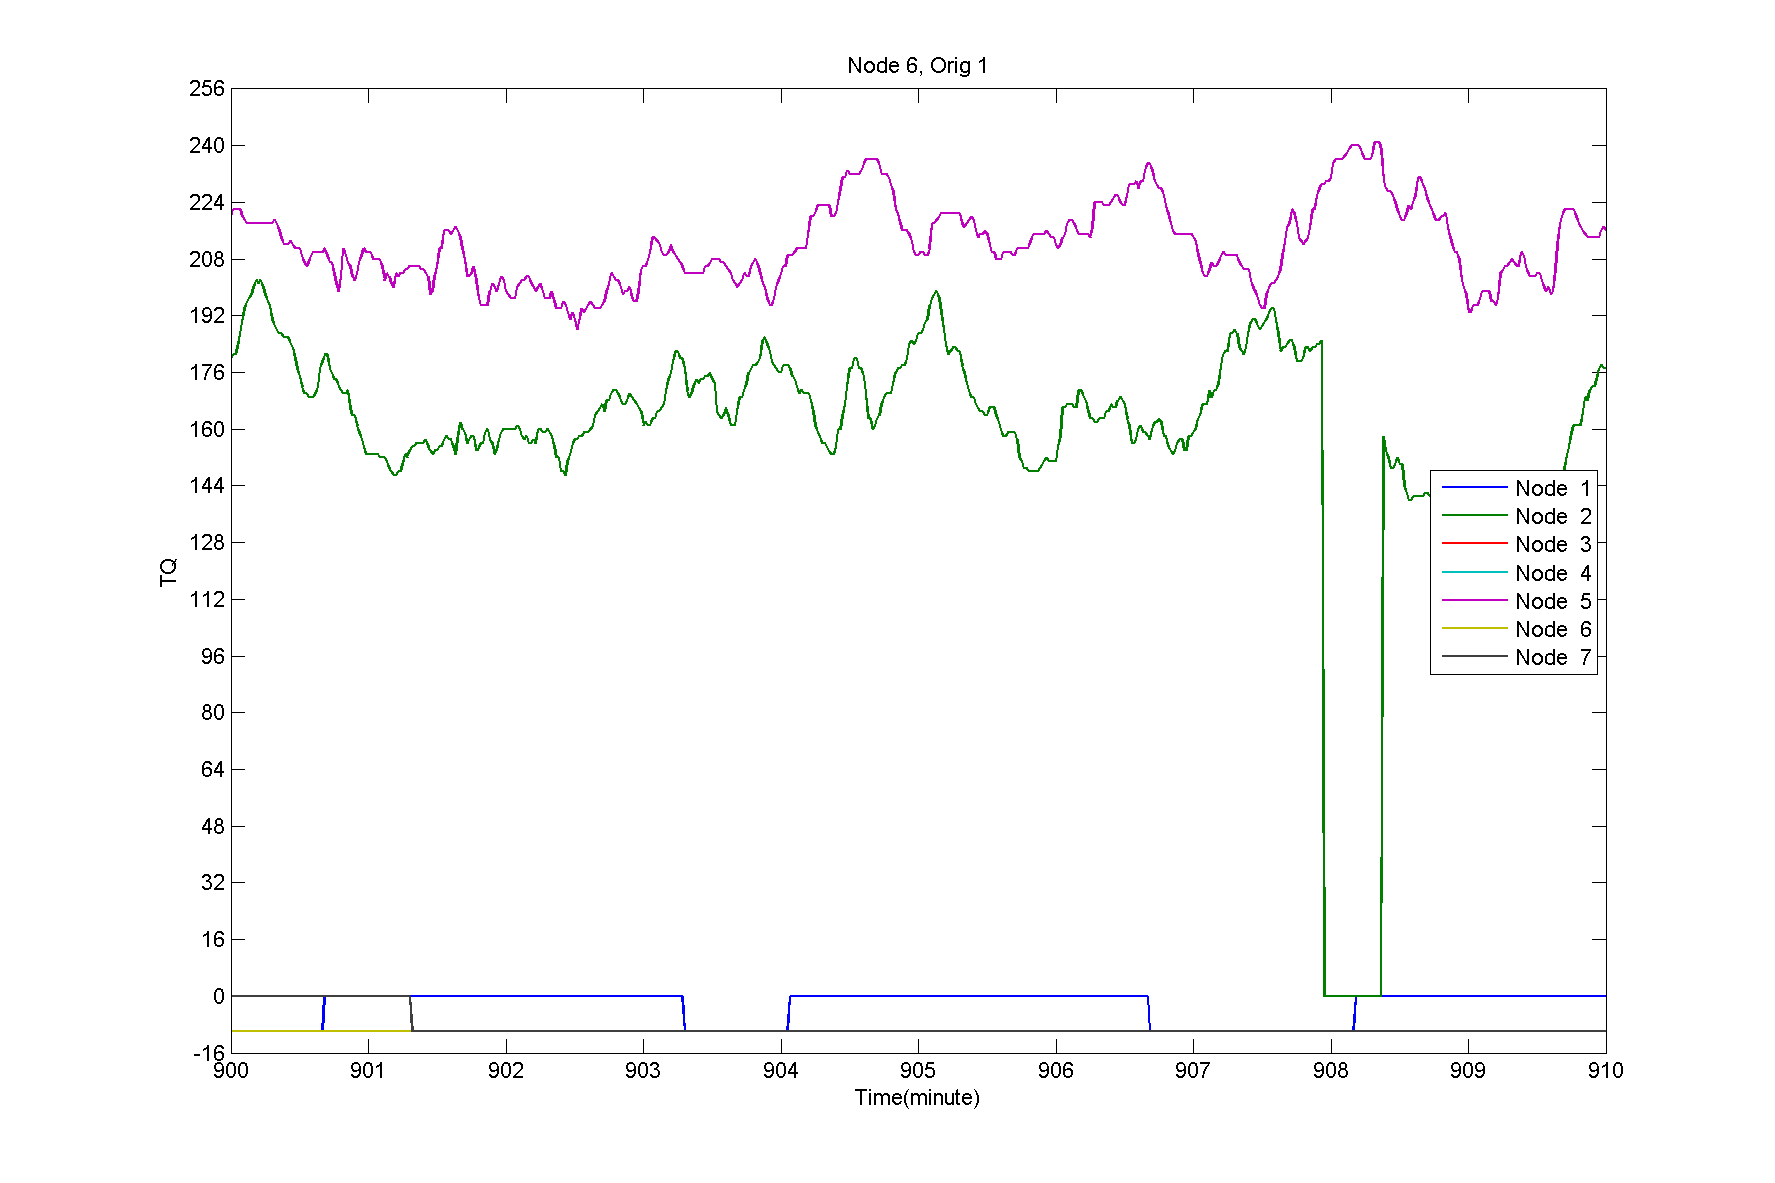 Node 6, Orig 1
256
240
224
208
192
176
160
144
128
112
96
80
64
48
32
16
0
-16
TQ
Node 1
Node 2
Node 3
Node 4
Node 5
Node 6
Node 7
900 901 902 903 904 905 906 907 908 909 910
Time(minute)